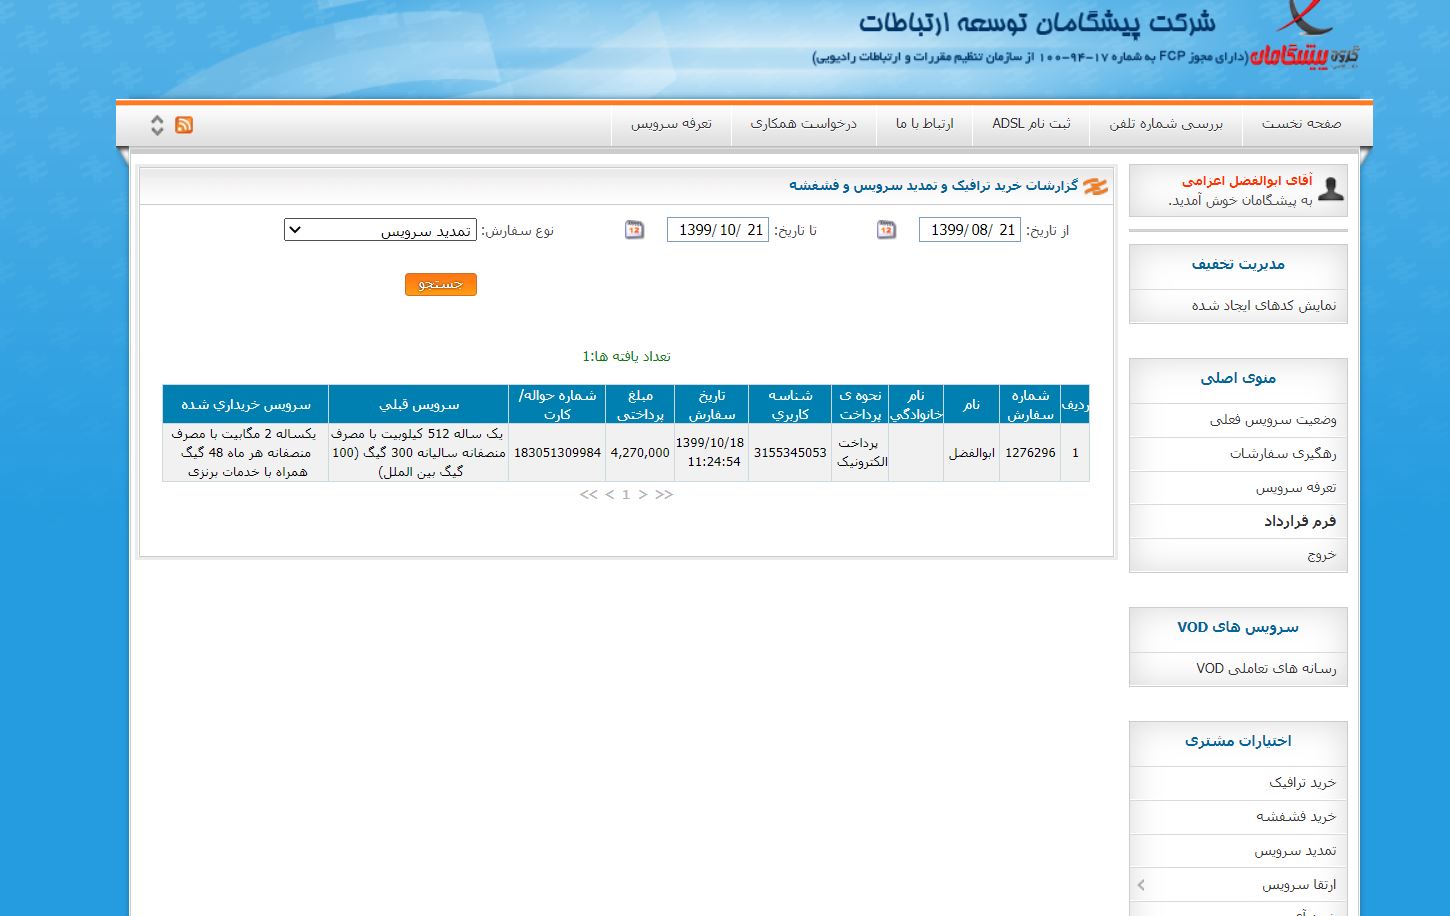 شرکت پیشگامان توسعه ارتباطات
گروه پیشگامان
(دارای مجوز FCP به شماره ۱۷-۹۴-۱۰۰ از سازمان تنظیم مقررات و ارتباطات رادیویی)
صفحه نخست
بررسی شماره تلفن
ثبت نام ADSL
ارتباط با ما
درخواست همکاری
تعرفه سرویس
آقای ابوالفضل اعزامی
به پیشگامان خوش آمدید.
مدیریت تخفیف
نمایش کدهای ایجاد شده
منوی اصلی
وضعیت سرویس فعلی
رهگیری سفارشات
تعرفه سرویس
فرم قرارداد
خروج
سرویس های VOD
رسانه های تعاملی VOD
اختیارات مشتری
خرید ترافیک
خرید فشفشه
تمدید سرویس
ارتقا سرویس
گزارشات خرید ترافیک و تمدید سرویس و فشفشه
از تاریخ: 1399/08/ 21
تا تاریخ: 1399/10/ 21
نوع سفارش: تمدید سرویس
جستجو
تعداد یافته ها:1
ردیف
شماره
سفارش
نام
نام
خانوادگي
نحوه ی
پرداخت
شناسه
کاربري
تاریخ
سفارش
مبلغ
پرداختی
شماره حواله/
کارت
سرویس قبلي
سرویس خریداري شده
1
1276296
ابوالفضل
پرداخت
الکترونیک
3155345053
1399/10/18
11:24:54
4,270,000
183051309984
یک ساله 512 کیلوبیت با مصرف
منصفانه سالیانه 300 گیگ (100
گیگ بین الملل)
یکساله 2 مگابیت با مصرف
منصفانه هر ماه 48 گیگ
همراه با خدمات برنزی
<< < 1 > >>